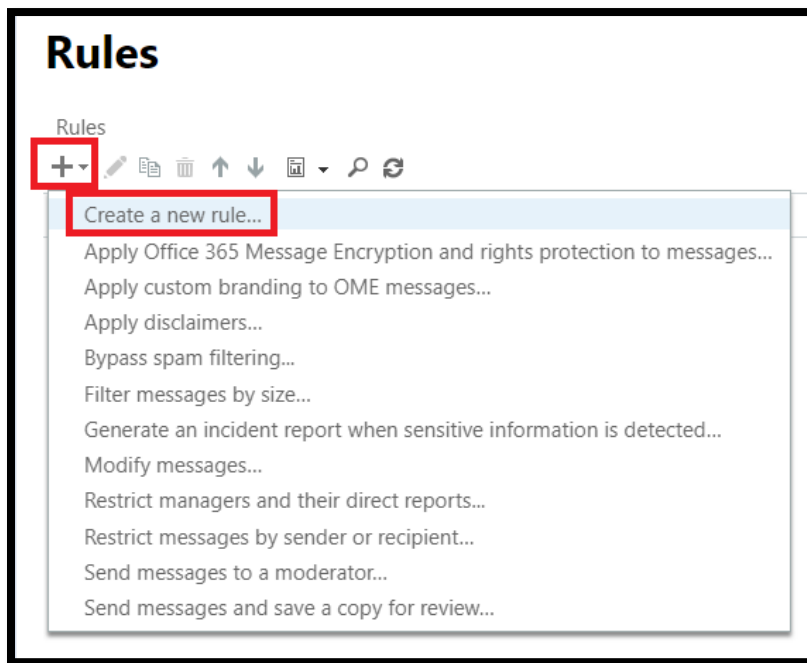 Rules
Rules
Create a new rule...
Apply Office 365 Message Encryption and rights protection to messages...
Apply custom branding to OME messages...
Apply disclaimers...
Bypass spam filtering...
Filter messages by size...
Generate an incident report when sensitive information is detected...
Modify messages...
Restrict managers and their direct reports...
Restrict messages by sender or recipient...
Send messages to a moderator...
Send messages and save a copy for review...